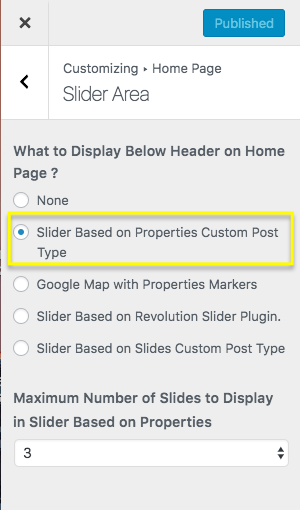 Published
Customizing ▸ Home Page
Slider Area
What to Display Below Header on Home
Page ?
None
Slider Based on Properties Custom Post
Type
Google Map with Properties Markers
Slider Based on Revolution Slider Plugin.
Slider Based on Slides Custom Post Type
Maximum Number of Slides to Display
in Slider Based on Properties
3